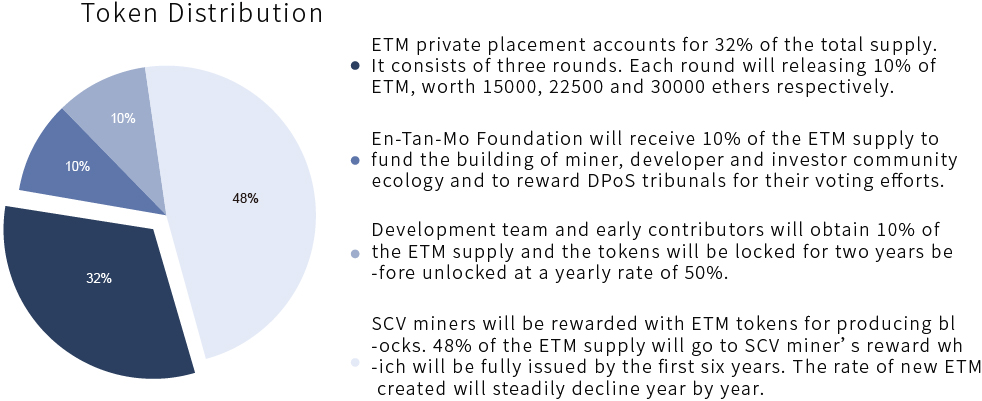 Token Distribution
10%
10%
48%
32%
ETM private placement accounts for 32% of the total supply.
It consists of three rounds. Each round will releasing 10% of
ETM, worth 15000, 22500 and 30000 ethers respectively.
En-Tan-Mo Foundation will receive 10% of the ETM supply to
fund the building of miner, developer and investor community
ecology and to reward DPoS tribunals for their voting efforts.
Development team and early contributors will obtain 10% of
the ETM supply and the tokens will be locked for two years be
-fore unlocked at a yearly rate of 50%.
SCV miners will be rewarded with ETM tokens for producing bl
-ocks. 48% of the ETM supply will go to SCV miner’s reward wh
-ich will be fully issued by the first six years. The rate of new ETM
created will steadily decline year by year.